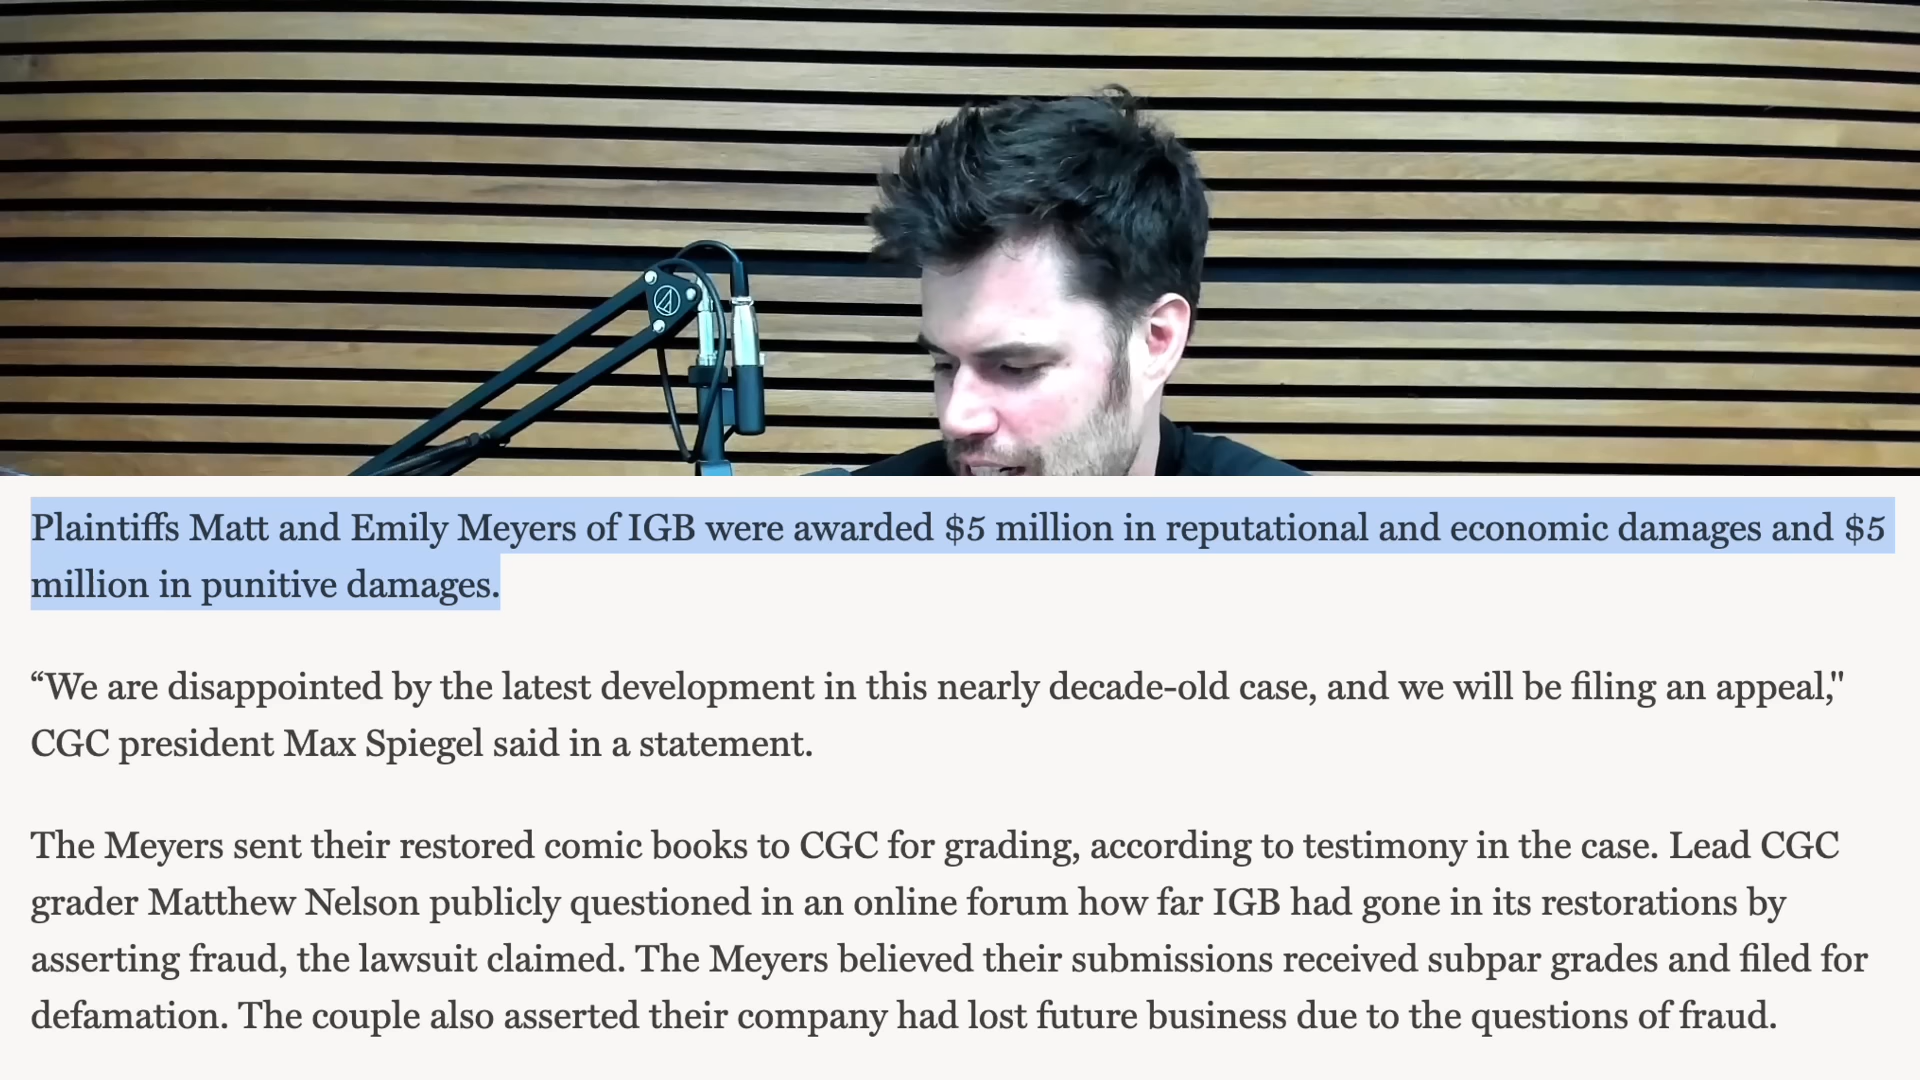 Plaintiffs Matt and Emily Meyers of IGB were awarded $5 million in reputational and economic damages and $5
million in punitive damages.
“We are disappointed by the latest development in this nearly decade-old case, and we will be filing an appeal,"
CGC president Max Spiegel said in a statement.
The Meyers sent their restored comic books to CGC for grading, according to testimony in the case. Lead CGC
grader Matthew Nelson publicly questioned in an online forum how far IGB had gone in its restorations by
asserting fraud, the lawsuit claimed. The Meyers believed their submissions received subpar grades and filed for
defamation. The couple also asserted their company had lost future business due to the questions of fraud.